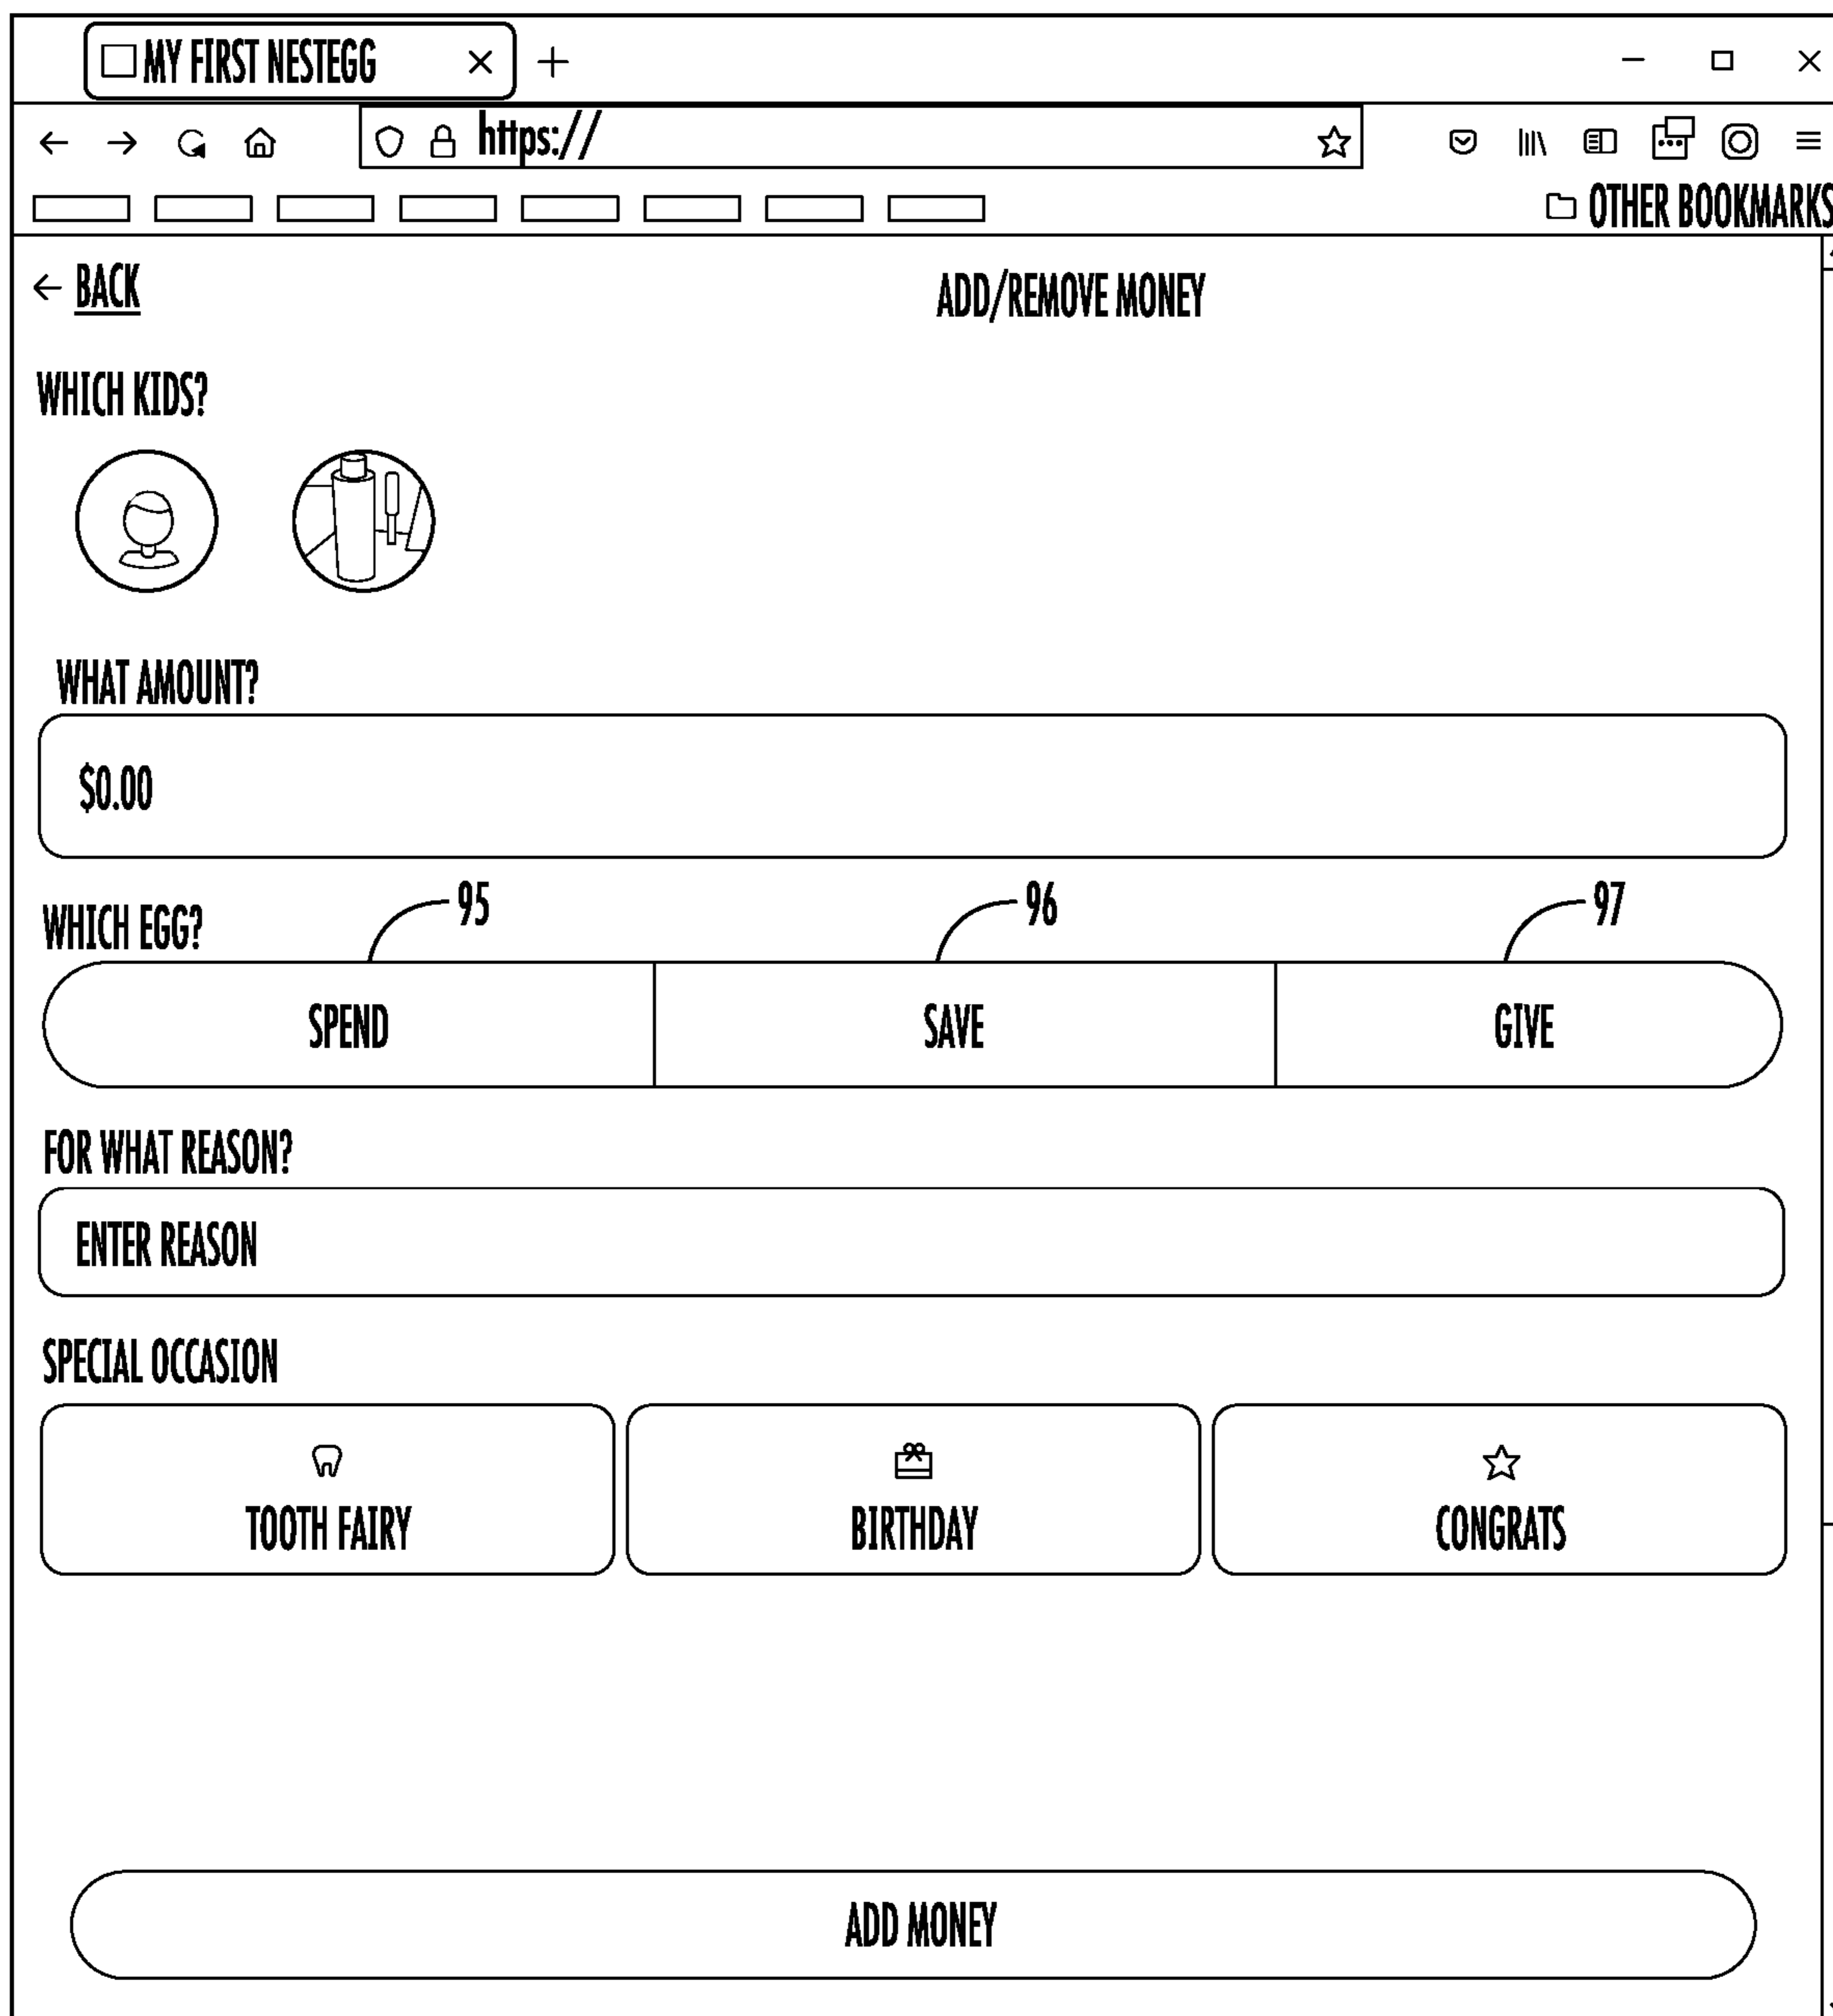 MY FIRST NESTEGG
https://
OTHER BOOKMARKS
BACK
ADD/REMOVE MONEY
WHICH KIDS?
WHAT AMOUNT?
$0.00
WHICH EGG?
95
96
97
SPEND
SAVE
GIVE
FOR WHAT REASON?
ENTER REASON
SPECIAL OCCASION
TOOTH FAIRY
BIRTHDAY
CONGRATS
ADD MONEY